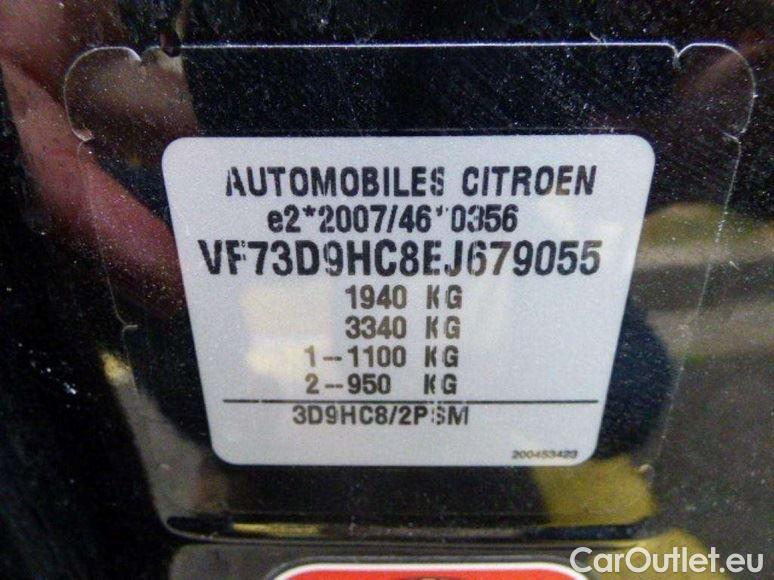 AUTOMOBILES CITROEN
e2*2007/46*0356
VF73D9HC8EJ679055
1940 KG
3340 KG
1--1100 KG
2--950 KG
3D9HC8/2PSM
200453423
CarOutlet.eu